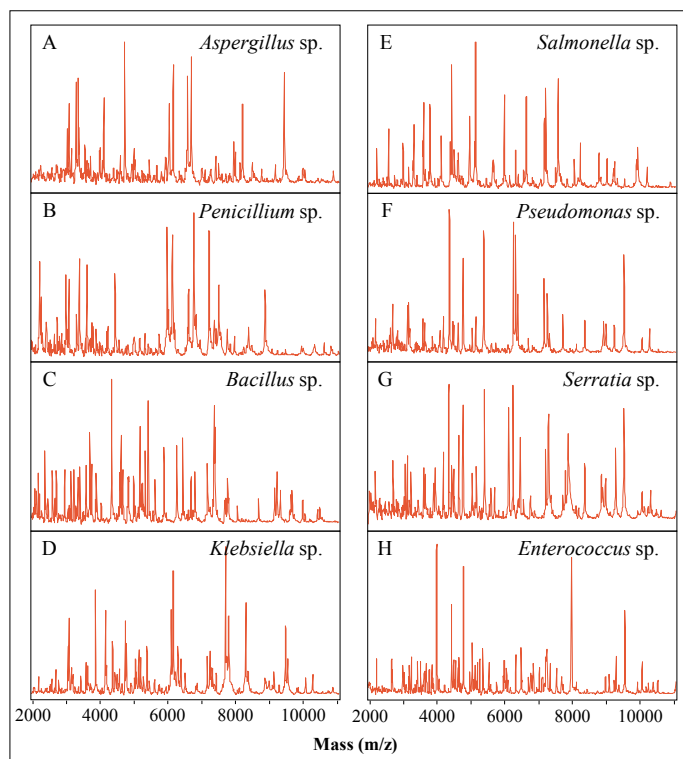 A Aspergillus sp.
B Penicillium sp.
C Bacillus sp.
D Klebsiella sp.
2000 4000 6000 8000 10000
E Salmonella sp.
F Pseudomonas sp.
G Serratia sp.
H Enterococcus sp.
2000 4000 6000 8000 10000
Mass (m/z)